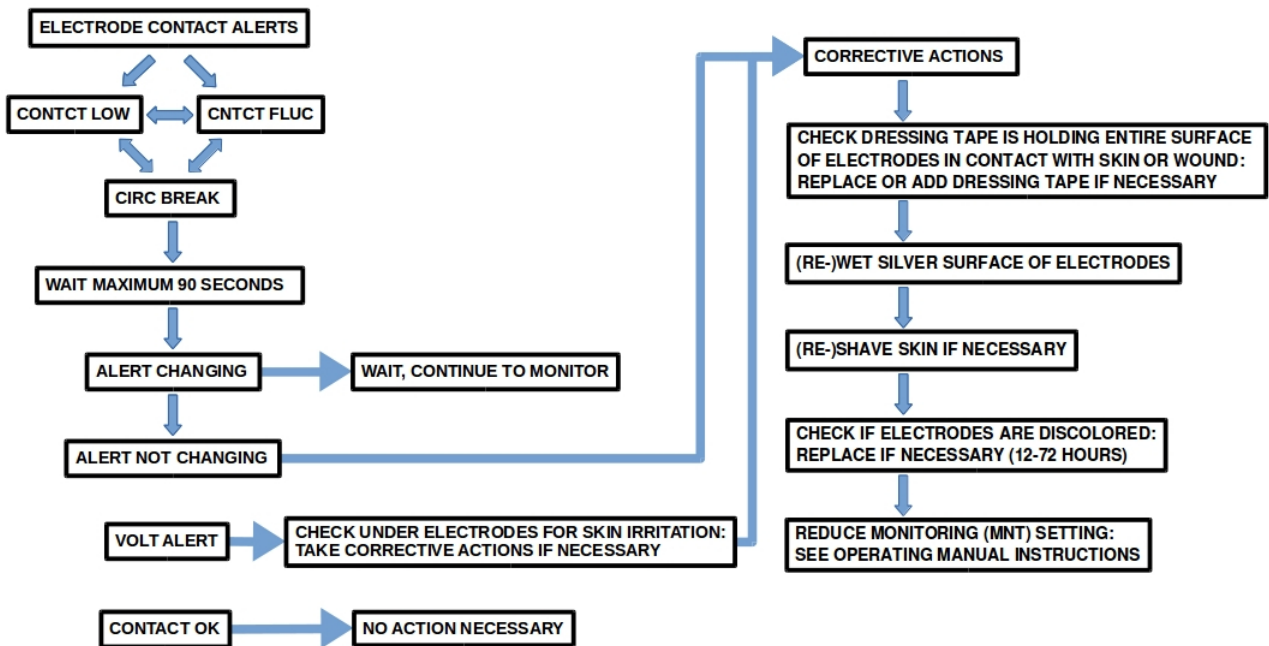 ELECTRODE CONTACT ALERTS
CONTCT LOW
CNTCT FLUC
CIRC BREAK
WAIT MAXIMUM 90 SECONDS
ALERT CHANGING
WAIT, CONTINUE TO MONITOR
ALERT NOT CHANGING
VOLT ALERT
CHECK UNDER ELECTRODES FOR SKIN IRRITATION:
TAKE CORRECTIVE ACTIONS IF NECESSARY
CONTACT OK
NO ACTION NECESSARY
CORRECTIVE ACTIONS
CHECK DRESSING TAPE IS HOLDING ENTIRE SURFACE
OF ELECTRODES IN CONTACT WITH SKIN OR WOUND:
REPLACE OR ADD DRESSING TAPE IF NECESSARY
(RE-)WET SILVER SURFACE OF ELECTRODES
(RE-)SHAVE SKIN IF NECESSARY
CHECK IF ELECTRODES ARE DISCOLORED:
REPLACE IF NECESSARY (12-72 HOURS)
REDUCE MONITORING (MNT) SETTING:
SEE OPERATING MANUAL INSTRUCTIONS